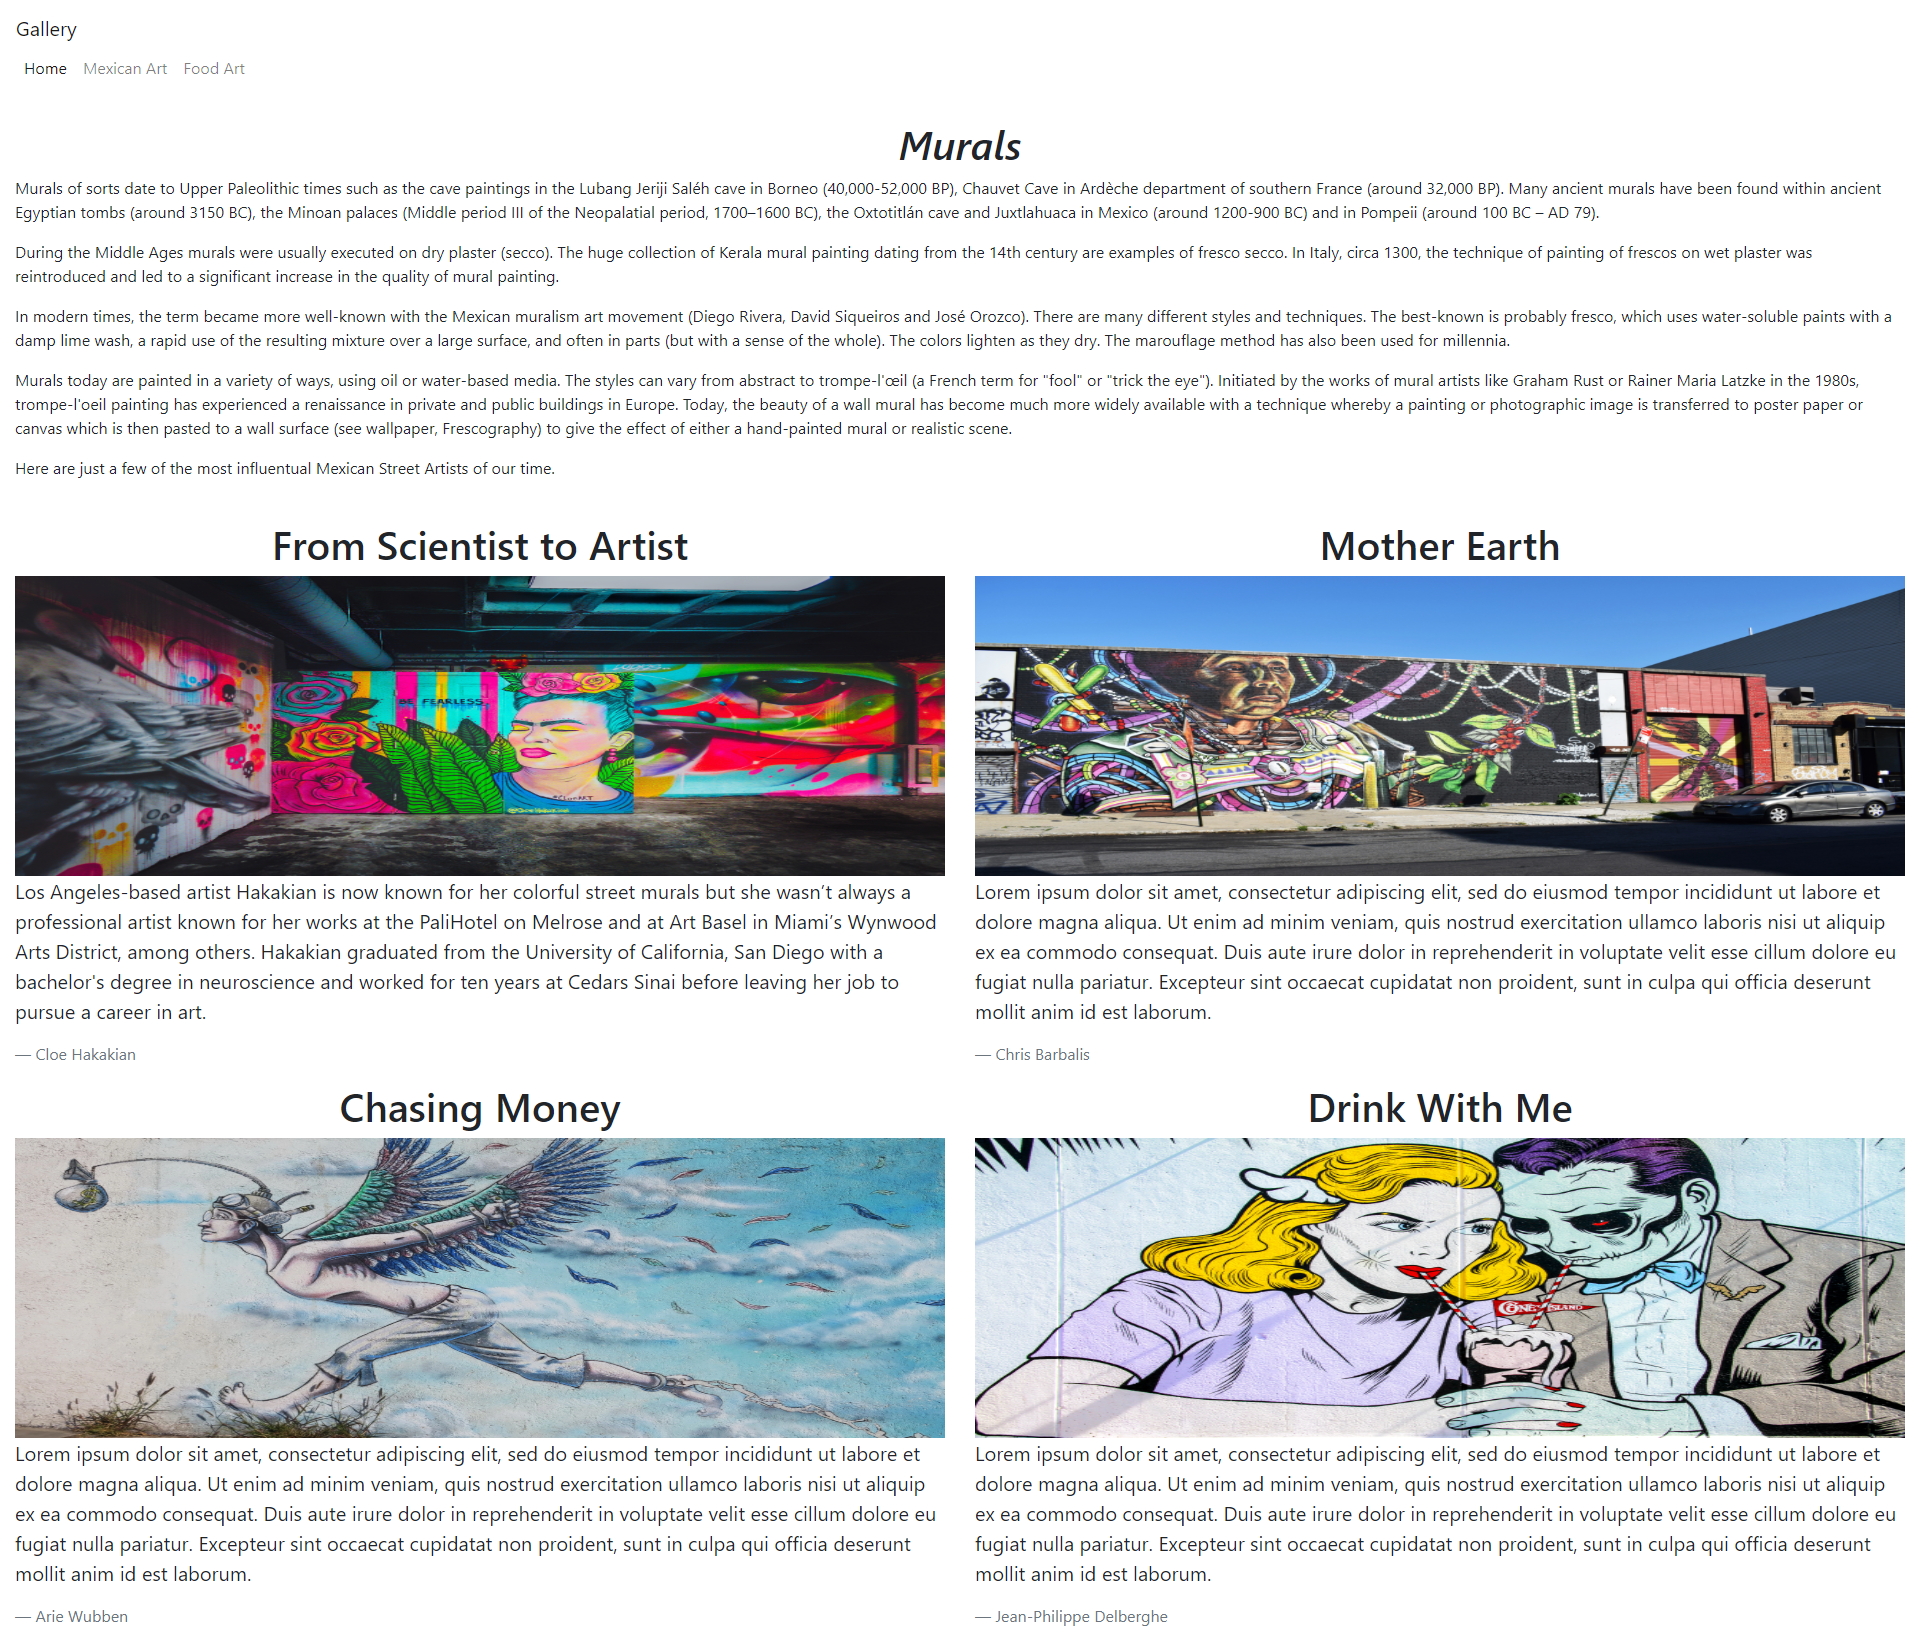 Gallery
Home Mexican Art Food Art
Murals
Murals of sorts date to Upper Paleolithic times such as the cave paintings in the Lubang Jeriji Saléh cave in Borneo (40,000-52,000 BP), Chauvet Cave in Ardèche department of southern France (around 32,000 BP). Many ancient murals have been found within ancient
Egyptian tombs (around 3150 BC), the Minoan palaces (Middle period III of the Neopalatial period, 1700–1600 BC), the Oxtotitlán cave and Juxtlahuaca in Mexico (around 1200-900 BC) and in Pompeii (around 100 BC – AD 79).
During the Middle Ages murals were usually executed on dry plaster (secco). The huge collection of Kerala mural painting dating from the 14th century are examples of fresco secco. In Italy, circa 1300, the technique of painting of frescos on wet plaster was
reintroduced and led to a significant increase in the quality of mural painting.
In modern times, the term became more well-known with the Mexican muralism art movement (Diego Rivera, David Siqueiros and José Orozco). There are many different styles and techniques. The best-known is probably fresco, which uses water-soluble paints with a
damp lime wash, a rapid use of the resulting mixture over a large surface, and often in parts (but with a sense of the whole). The colors lighten as they dry. The marouflage method has also been used for millennia.
Murals today are painted in a variety of ways, using oil or water-based media. The styles can vary from abstract to trompe-l'œil (a French term for "fool" or "trick the eye"). Initiated by the works of mural artists like Graham Rust or Rainer Maria Latzke in the 1980s,
trompe-l'oeil painting has experienced a renaissance in private and public buildings in Europe. Today, the beauty of a wall mural has become much more widely available with a technique whereby a painting or photographic image is transferred to poster paper or
canvas which is then pasted to a wall surface (see wallpaper, Frescography) to give the effect of either a hand-painted mural or realistic scene.
Here are just a few of the most influentual Mexican Street Artists of our time.
From Scientist to Artist
BE FEARLESS
Los Angeles-based artist Hakakian is now known for her colorful street murals but she wasn’t always a
professional artist known for her works at the PaliHotel on Melrose and at Art Basel in Miami’s Wynwood
Arts District, among others. Hakakian graduated from the University of California, San Diego with a
bachelor's degree in neuroscience and worked for ten years at Cedars Sinai before leaving her job to
pursue a career in art.
— Cloe Hakakian
Mother Earth
Lorem ipsum dolor sit amet, consectetur adipiscing elit, sed do eiusmod tempor incididunt ut labore et
dolore magna aliqua. Ut enim ad minim veniam, quis nostrud exercitation ullamco laboris nisi ut aliquip
ex ea commodo consequat. Duis aute irure dolor in reprehenderit in voluptate velit esse cillum dolore eu
fugiat nulla pariatur. Excepteur sint occaecat cupidatat non proident, sunt in culpa qui officia deserunt
mollit anim id est laborum.
— Chris Barbalis
Chasing Money
Lorem ipsum dolor sit amet, consectetur adipiscing elit, sed do eiusmod tempor incididunt ut labore et
dolore magna aliqua. Ut enim ad minim veniam, quis nostrud exercitation ullamco laboris nisi ut aliquip
ex ea commodo consequat. Duis aute irure dolor in reprehenderit in voluptate velit esse cillum dolore eu
fugiat nulla pariatur. Excepteur sint occaecat cupidatat non proident, sunt in culpa qui officia deserunt
mollit anim id est laborum.
— Arie Wubben
Drink With Me
CONEY ISLAND
Lorem ipsum dolor sit amet, consectetur adipiscing elit, sed do eiusmod tempor incididunt ut labore et
dolore magna aliqua. Ut enim ad minim veniam, quis nostrud exercitation ullamco laboris nisi ut aliquip
ex ea commodo consequat. Duis aute irure dolor in reprehenderit in voluptate velit esse cillum dolore eu
fugiat nulla pariatur. Excepteur sint occaecat cupidatat non proident, sunt in culpa qui officia deserunt
mollit anim id est laborum.
— Jean-Philippe Delberghe